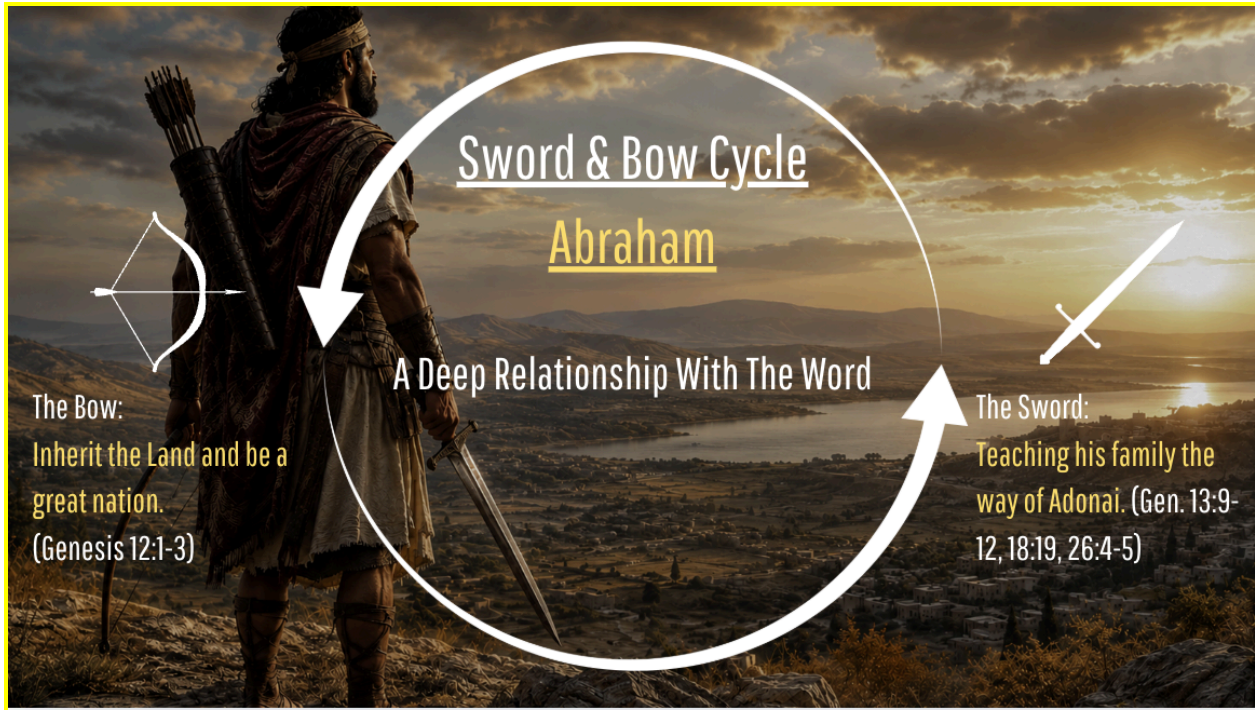 Sword & Bow Cycle
Abraham
A Deep Relationship With The Word
The Bow:
Inherit the Land and be a
great nation.
(Genesis 12:1-3)
The Sword:
Teaching his family the
way of Adonai. (Gen. 13:9-
12, 18:19, 26:4-5)